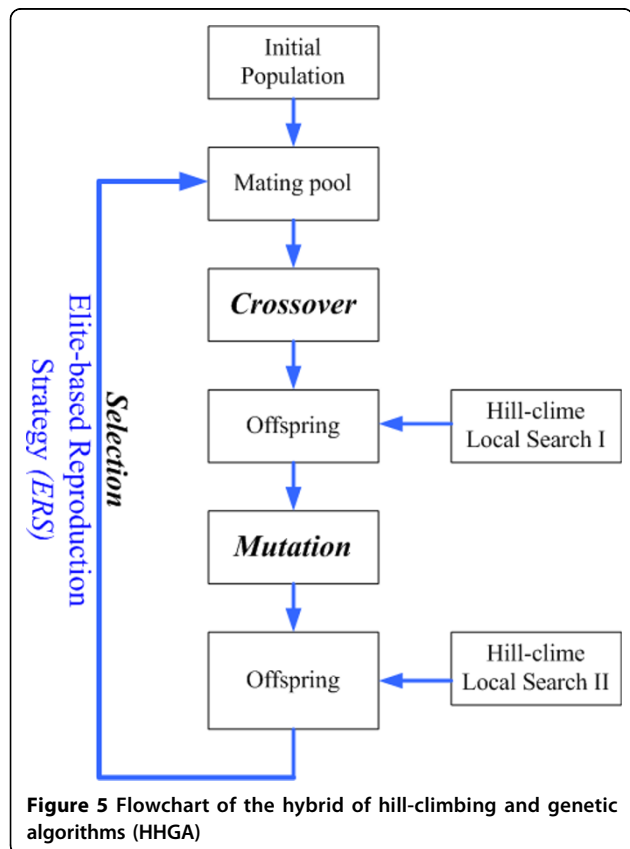 Initial
Population
Mating pool
Crossover
Offspring
Hill-clime
Local Search I
Mutation
Offspring
Hill-clime
Local Search II
Selection
Elite-based Reproduction
Strategy (ERS)
Figure 5 Flowchart of the hybrid of hill-climbing and genetic
algorithms (HHGA)